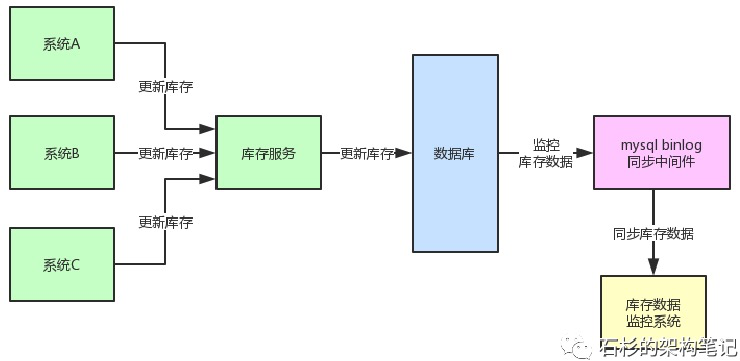 系统A
更新库存
系统B
更新库存
库存服务
更新库存
数据库
监控
库存数据
mysql binlog
同步中间件
系统C
更新库存
同步库存数据
库存数据
监控系统
石杉的架构笔记